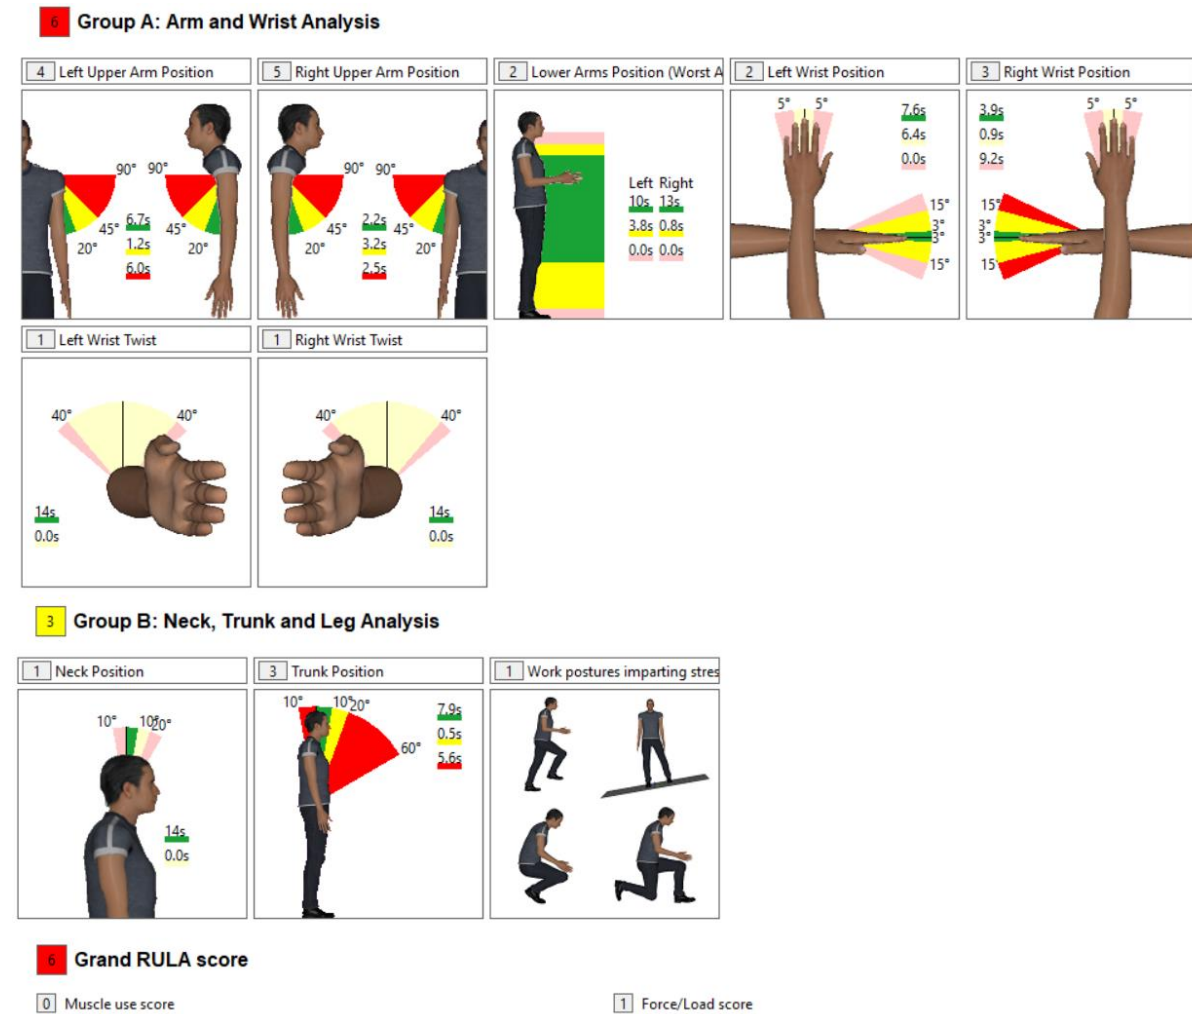 6 Group A: Arm and Wrist Analysis
4 Left Upper Arm Position
5 Right Upper Arm Position
2 Lower Arms Position (Worst A
2 Left Wrist Position
3 Right Wrist Position
90° 90°
45° 45°
20° 20°
6.7s
1.2s
6.0s
90° 90°
45° 45°
20° 20°
2.2s
3.2s
2.5s
Left Right
10s 13s
3.8s 0.8s
0.0s 0.0s
5° 5°
7.6s
6.4s
0.0s
15°
3°
3°
15°
5° 5°
3.9s
0.9s
9.2s
15°
3°
3°
15°
1 Left Wrist Twist
1 Right Wrist Twist
40° 40°
14s
0.0s
40° 40°
14s
0.0s
3 Group B: Neck, Trunk and Leg Analysis
1 Neck Position
3 Trunk Position
1 Work postures imparting stres
10° 10° 20°
14s
0.0s
10° 10° 20°
60°
7.9s
0.5s
5.6s
6 Grand RULA score
0 Muscle use score
1 Force/Load score